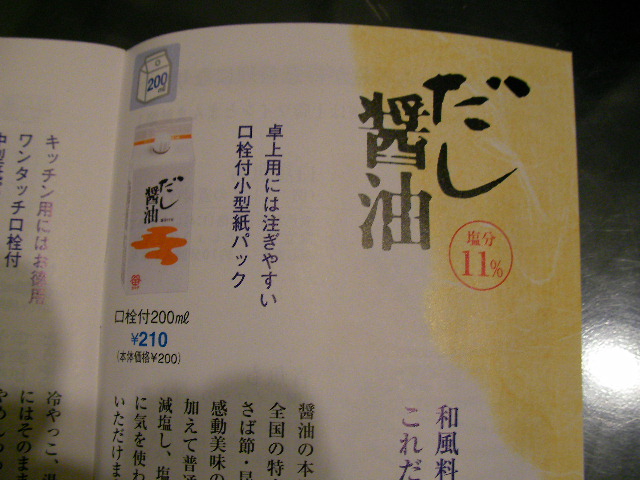 だし
醤油
塩分
11%
200
ml
卓上用には注ぎやすい
口栓付小型紙パック
だし
醤油
口栓付200㎖
¥210
(本体価格¥200)
和風料
これだ
醤油の本
全国の特
さば節・昆
感動美味の
加えて普通
減塩し、塩
に気を使わ
いただけま
キッチン用にはお徳用
ワンタッチ口栓付
冷やっこ、湯
にはそのまま